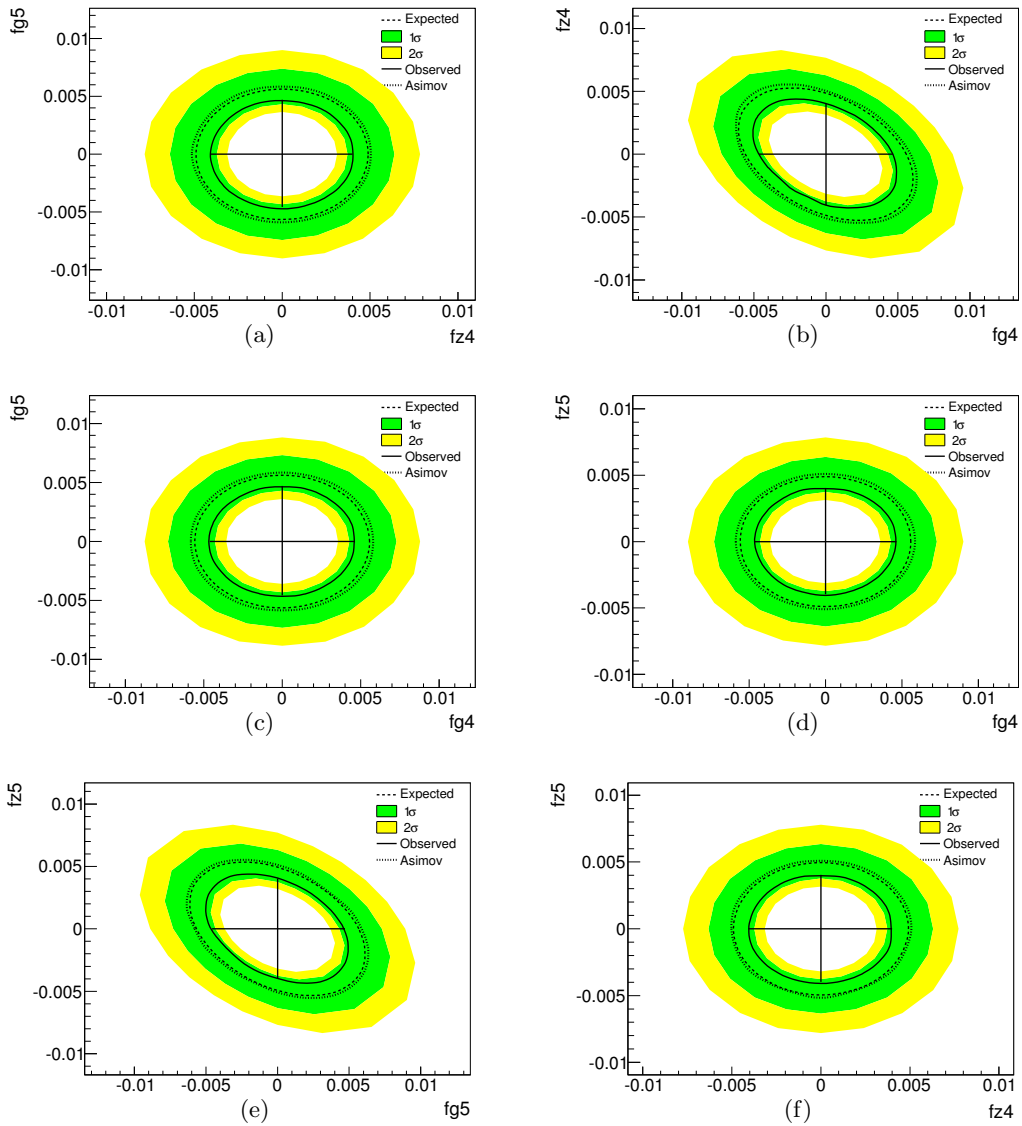 fg5
0.01
0.005
0
-0.005
-0.01
-0.01 -0.005 0 0.005 0.01
fz4
Expected
1σ
2σ
Observed
Asimov
(a)
fz4
0.01
0.005
0
-0.005
-0.01
-0.01 -0.005 0 0.005 0.01
fg4
Expected
1σ
2σ
Observed
Asimov
(b)
fg5
0.01
0.005
0
-0.005
-0.01
-0.01 -0.005 0 0.005 0.01
fg4
Expected
1σ
2σ
Observed
Asimov
(c)
fz5
0.01
0.005
0
-0.005
-0.01
-0.01 -0.005 0 0.005 0.01
fg4
Expected
1σ
2σ
Observed
Asimov
(d)
fz5
0.01
0.005
0
-0.005
-0.01
-0.01 -0.005 0 0.005 0.01
fg5
Expected
1σ
2σ
Observed
Asimov
(e)
fz5
0.01
0.005
0
-0.005
-0.01
-0.01 -0.005 0 0.005 0.01
fz4
Expected
1σ
2σ
Observed
Asimov
(f)